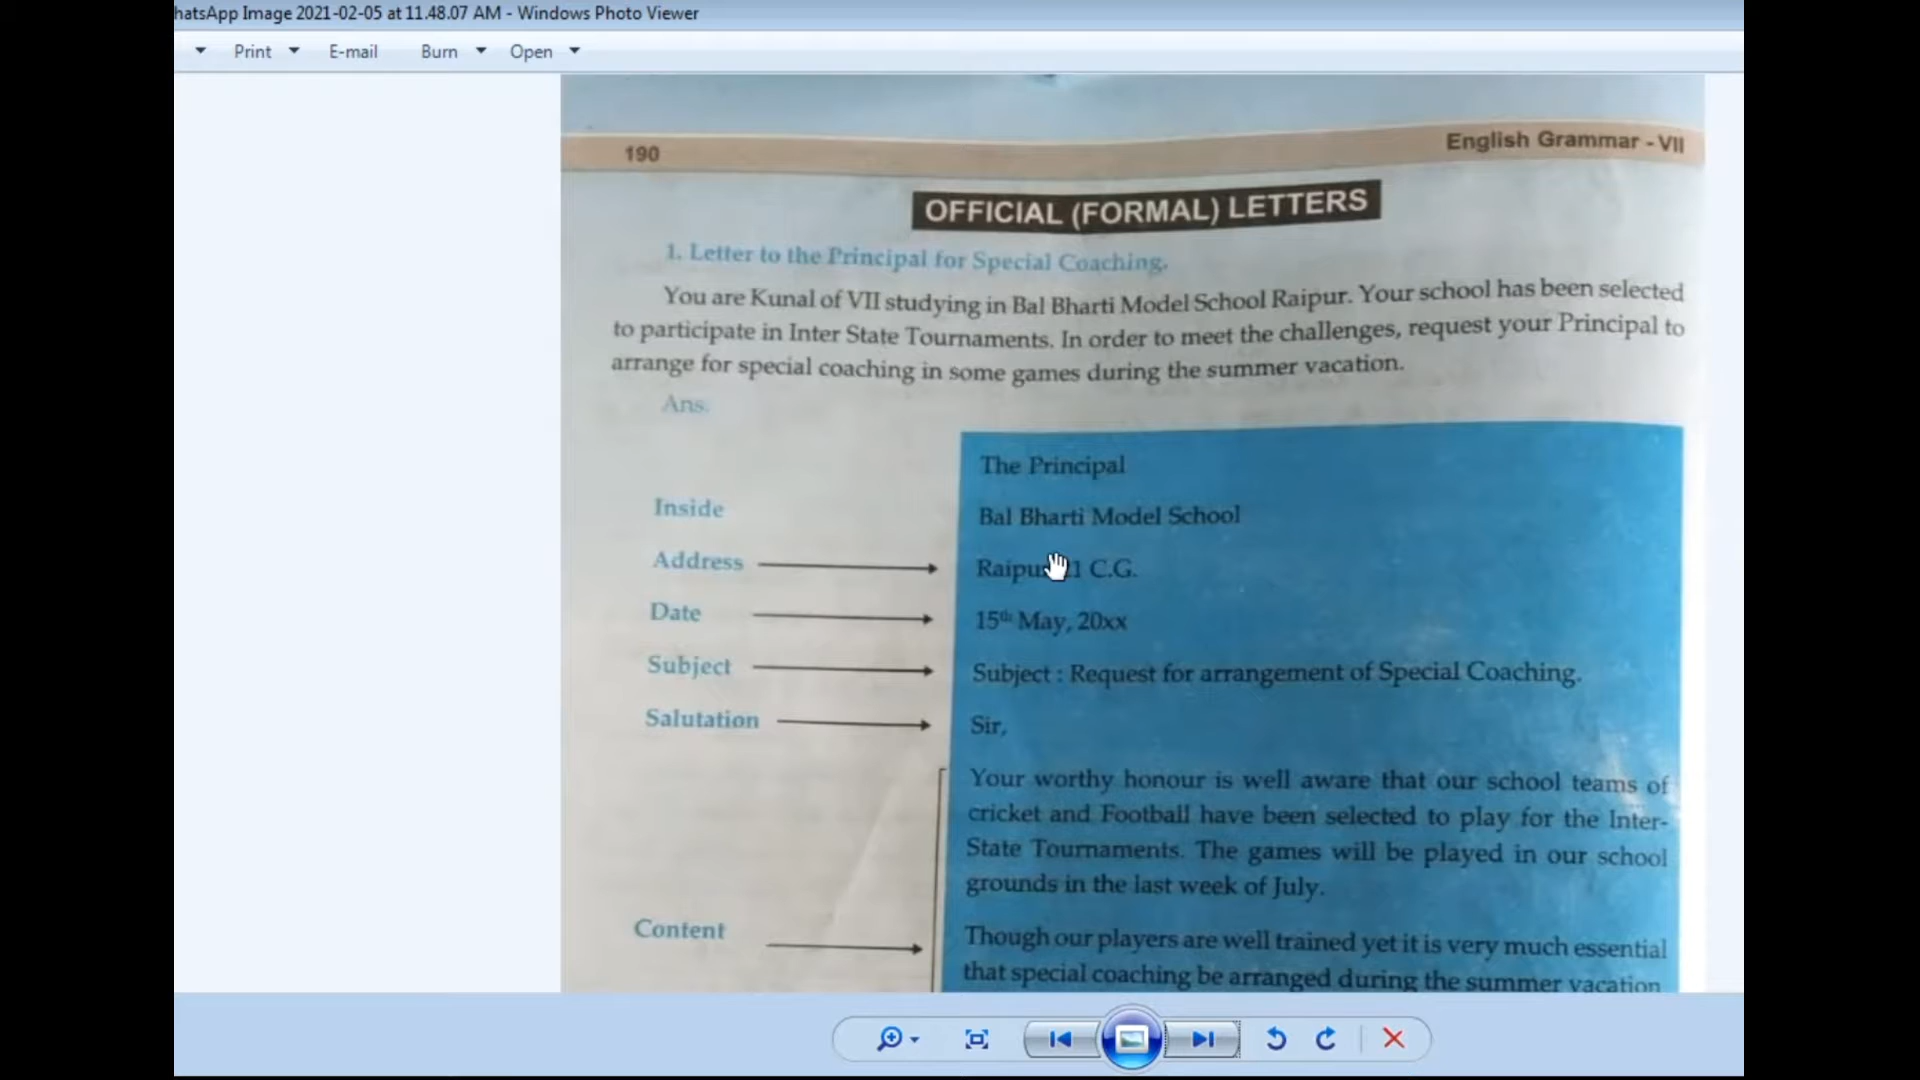 hatsApp Image 2021-02-05 at 11.48.07 AM - Windows Photo Viewer
Print E-mail Burn Open
190 English Grammar - VII
OFFICIAL (FORMAL) LETTERS
1. Letter to the Principal for Special Coaching.
You are Kunal of VII studying in Bal Bharti Model School Raipur. Your school has been selected
to participate in Inter State Tournaments. In order to meet the challenges, request your Principal to
arrange for special coaching in some games during the summer vacation.
Ans.
The Principal
Inside Bal Bharti Model School
Address C.G.
Date 15th May, 20xx
Subject Subject : Request for arrangement of Special Coaching.
Salutation Sir,
Your worthy honour is well aware that our school teams of
cricket and Football have been selected to play for the Inter-
State Tournaments. The games will be played in our school
grounds in the last week of July.
Content Though our players are well trained yet it is very much essential
that special coaching be arranged during the summer vacation